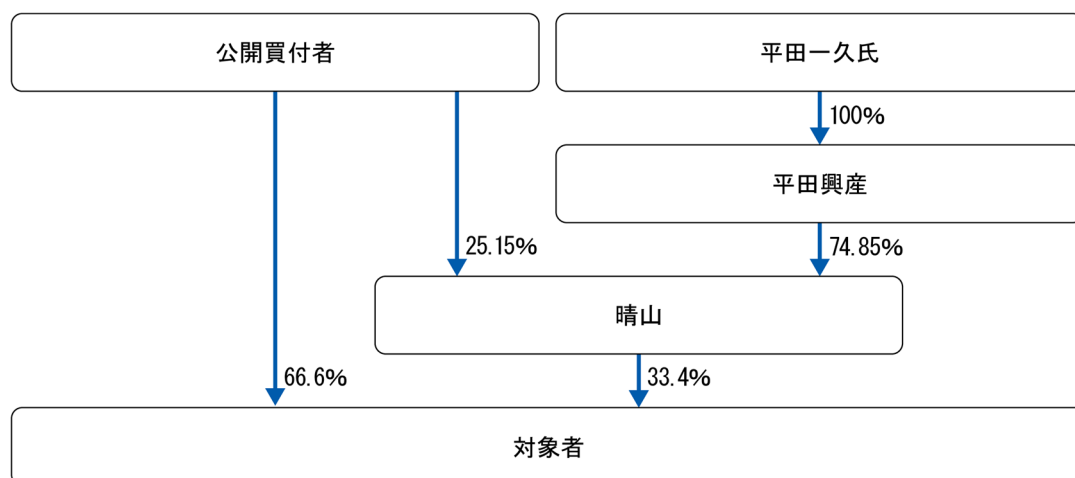 公開買付者
平田一久氏
100%
平田興産
25.15%
74.85%
晴山
66.6%
33.4%
対象者